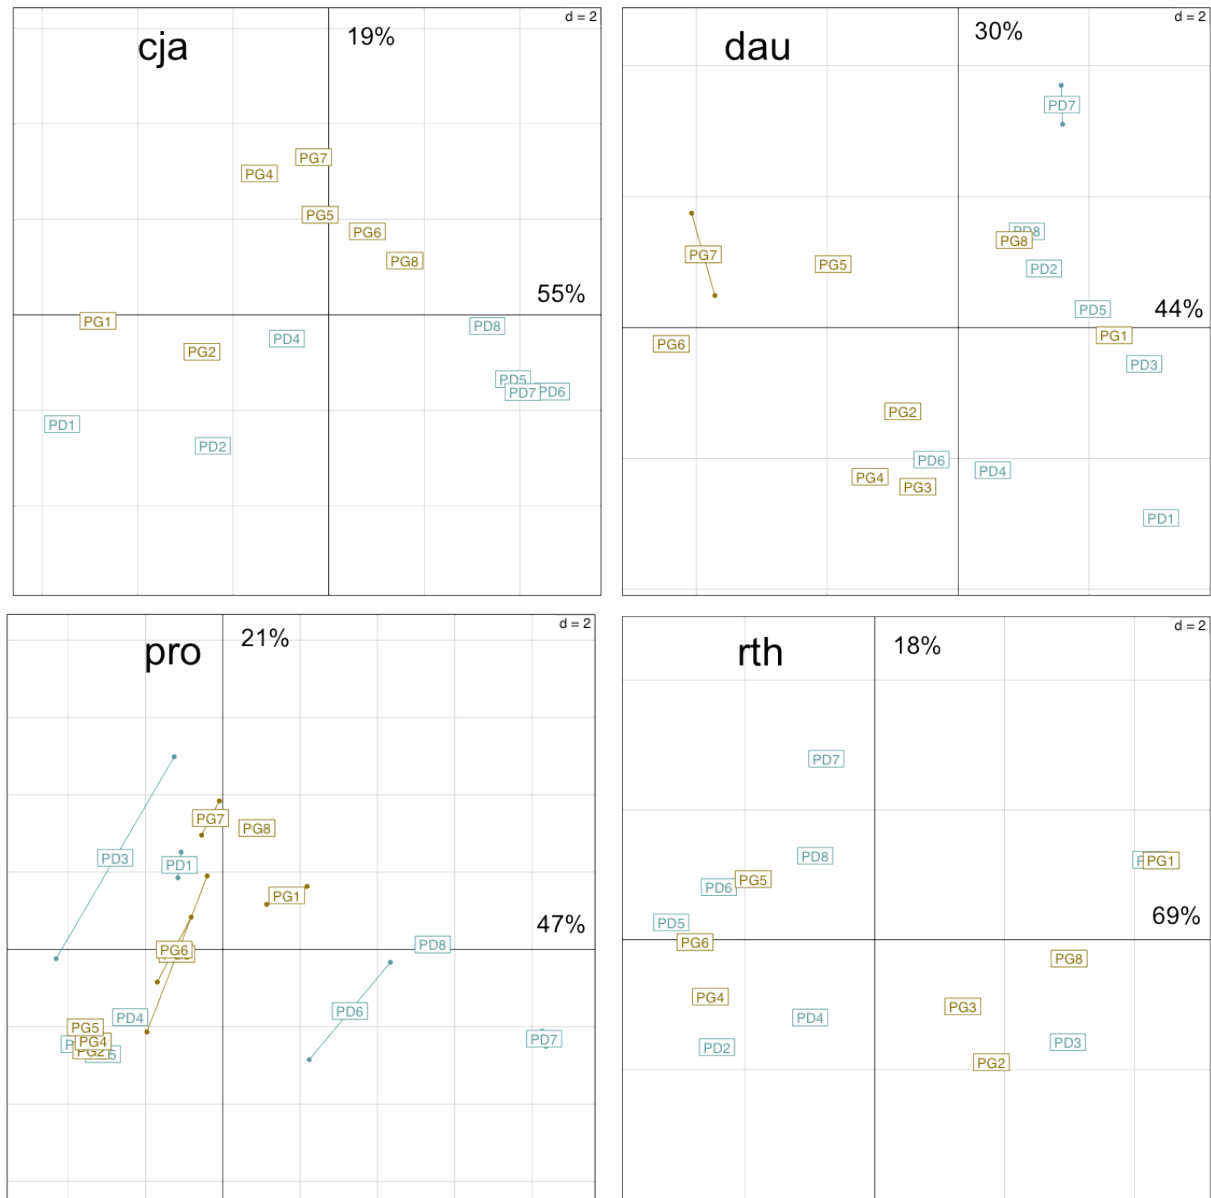 d = 2
19%
cja
PG7
PG4
PG5
PG6
PG8
55%
PG1
PD8
PD4
PG2
PD5
PD7
PD6
PD1
PD2
d = 2
30%
dau
PD7
PD8
PG8
PG7
PG5
PD2
PD5
44%
PG1
PG6
PD3
PG2
PD6
PD4
PG4
PG3
PD1
d = 2
21%
pro
PG7
PG8
PD3
PD1
PG1
47%
PD8
PG6
PD6
PD4
PG5
PD7
PG4
PG2
d = 2
18%
rth
PD7
PD8
PG1
PG5
PD6
PD5
69%
PG6
PG8
PG4
PG3
PD4
PD3
PD2
PG2